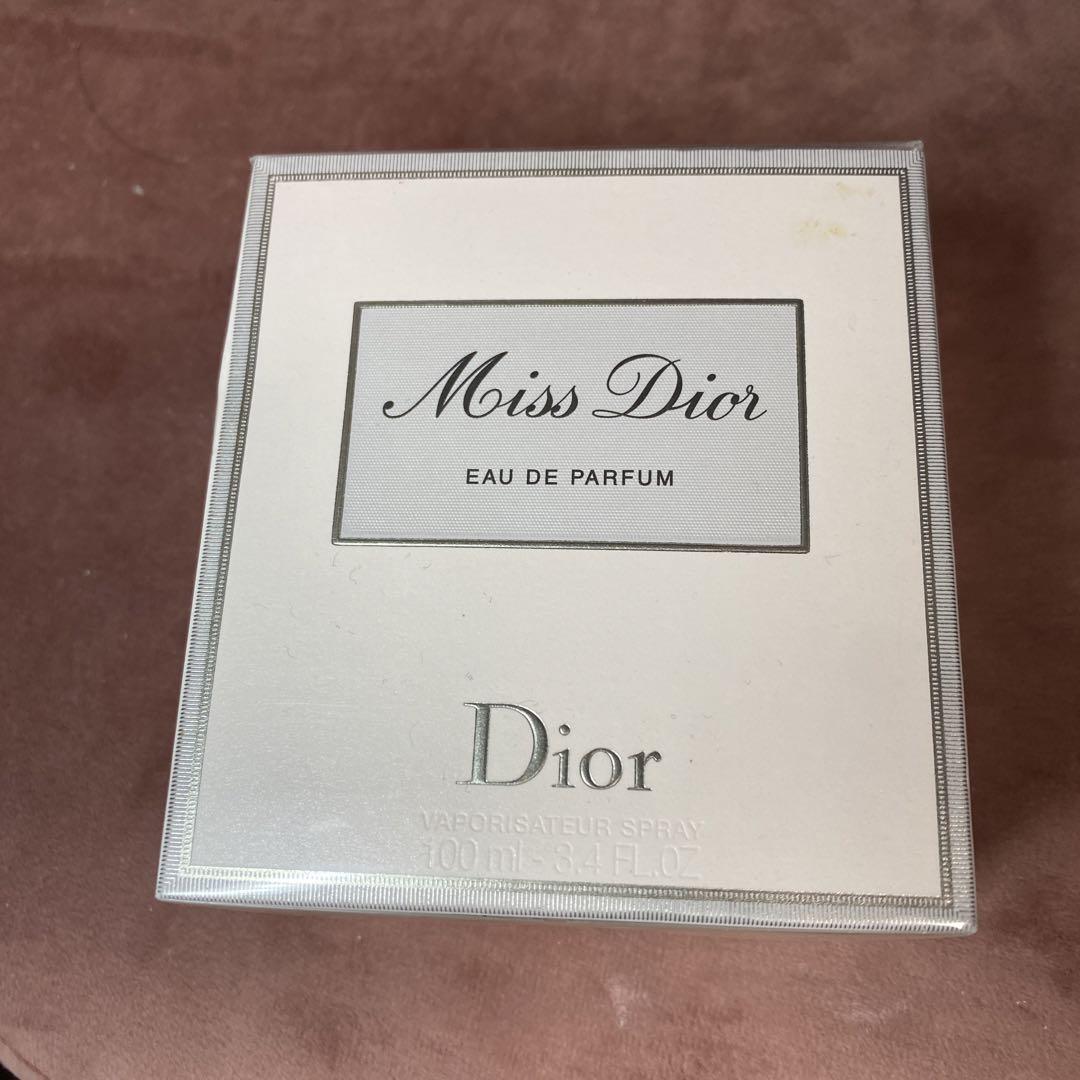 Miss Dior
EAU DE PARFUM
Dior
VAPORISATEUR SPRAY
100 ml - 3.4 FL.OZ